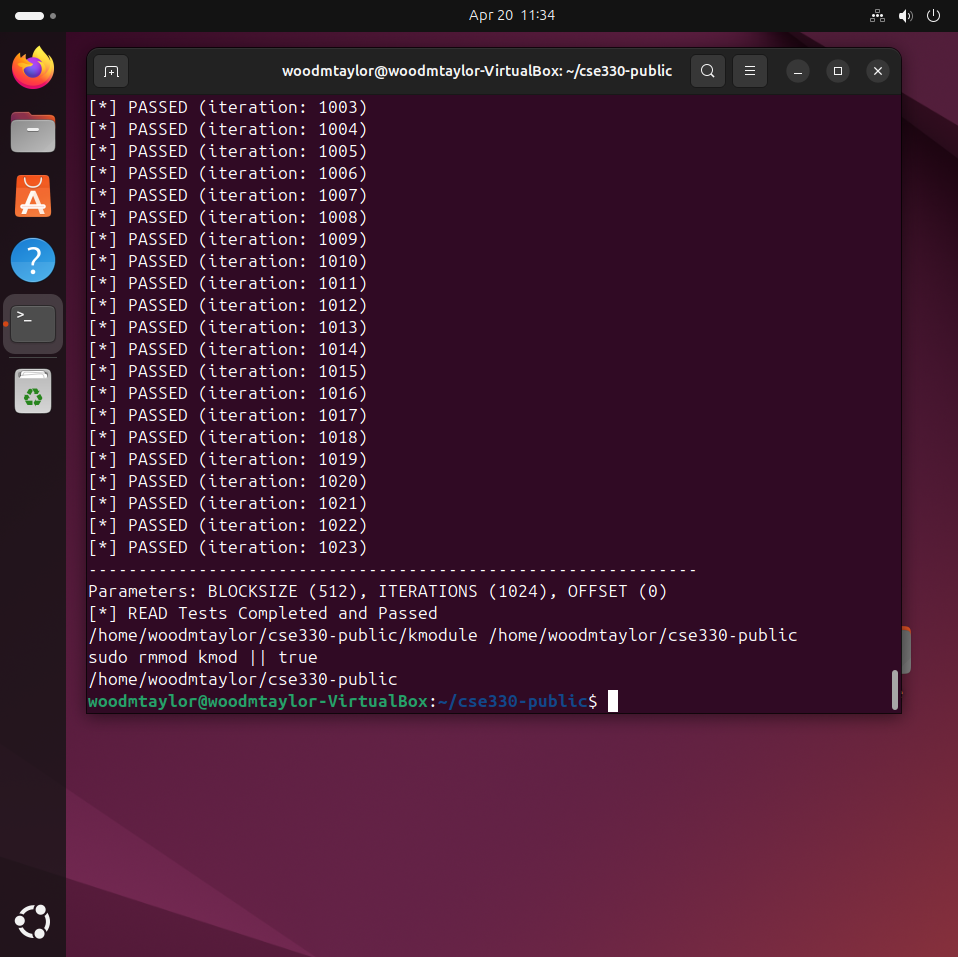 Apr 20 11:34
woodmtaylor@woodmtaylor-VirtualBox: ~/cse330-public
[*] PASSED (iteration: 1003)
[*] PASSED (iteration: 1004)
[*] PASSED (iteration: 1005)
[*] PASSED (iteration: 1006)
[*] PASSED (iteration: 1007)
[*] PASSED (iteration: 1008)
[*] PASSED (iteration: 1009)
[*] PASSED (iteration: 1010)
[*] PASSED (iteration: 1011)
[*] PASSED (iteration: 1012)
[*] PASSED (iteration: 1013)
[*] PASSED (iteration: 1014)
[*] PASSED (iteration: 1015)
[*] PASSED (iteration: 1016)
[*] PASSED (iteration: 1017)
[*] PASSED (iteration: 1018)
[*] PASSED (iteration: 1019)
[*] PASSED (iteration: 1020)
[*] PASSED (iteration: 1021)
[*] PASSED (iteration: 1022)
[*] PASSED (iteration: 1023)
-------------------------------------------------------------
Parameters: BLOCKSIZE (512), ITERATIONS (1024), OFFSET (0)
[*] READ Tests Completed and Passed
/home/woodmtaylor/cse330-public/kmodule /home/woodmtaylor/cse330-public
sudo rmmod kmod || true
/home/woodmtaylor/cse330-public
woodmtaylor@woodmtaylor-VirtualBox:~/cse330-public$